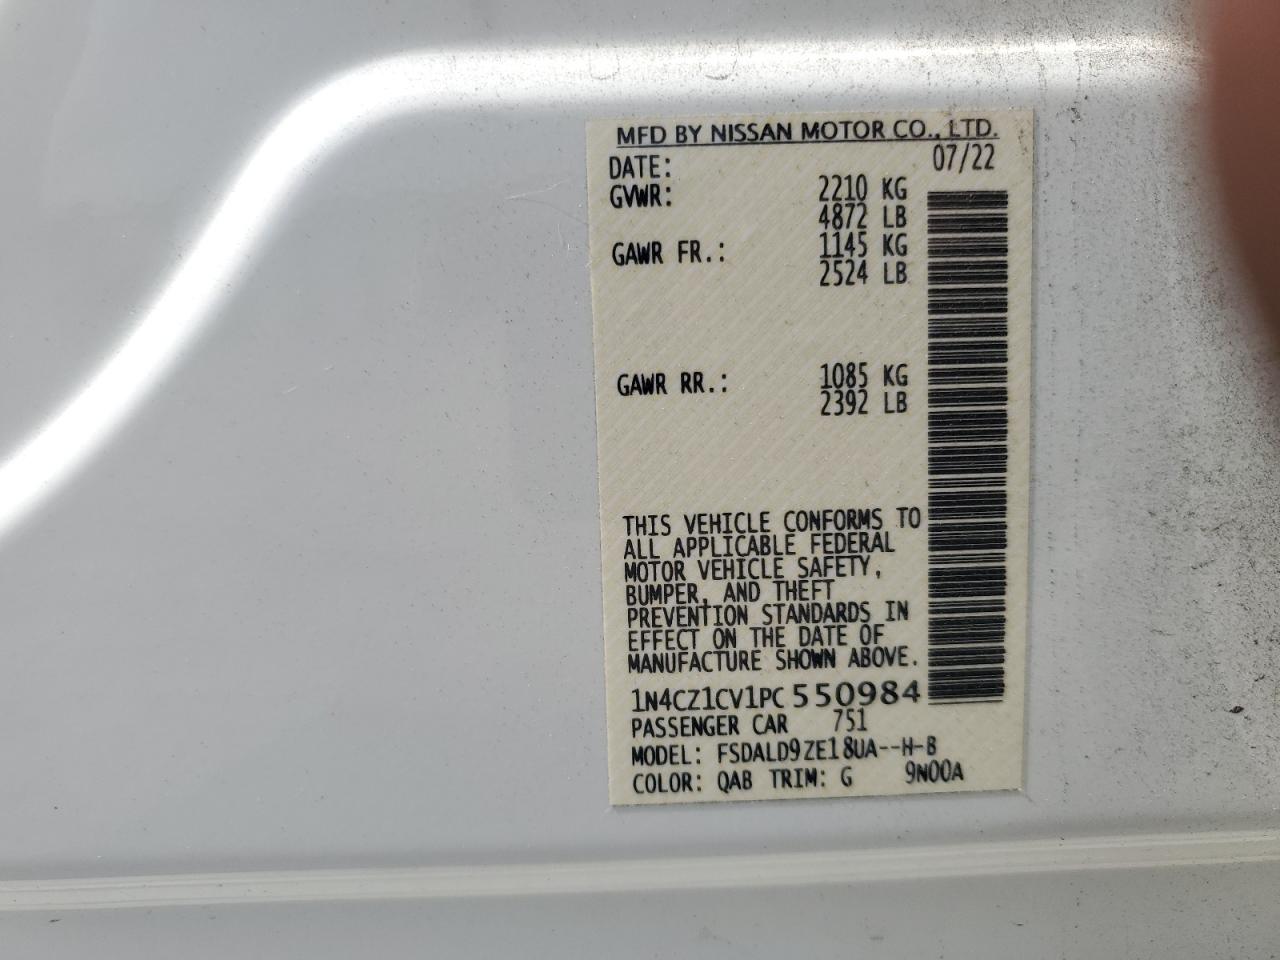 MFD BY NISSAN MOTOR CO., LTD.
DATE: 07/22
GVWR: 2210 KG
4872 LB
GAWR FR.: 1145 KG
2524 LB
GAWR RR.: 1085 KG
2392 LB
THIS VEHICLE CONFORMS TO
ALL APPLICABLE FEDERAL
MOTOR VEHICLE SAFETY,
BUMPER, AND THEFT
PREVENTION STANDARDS IN
EFFECT ON THE DATE OF
MANUFACTURE SHOWN ABOVE.
1N4CZ1CV1PC550984
PASSENGER CAR 751
MODEL: FSDALD9ZE18UA--H-B
COLOR: QAB TRIM: G 9N00A